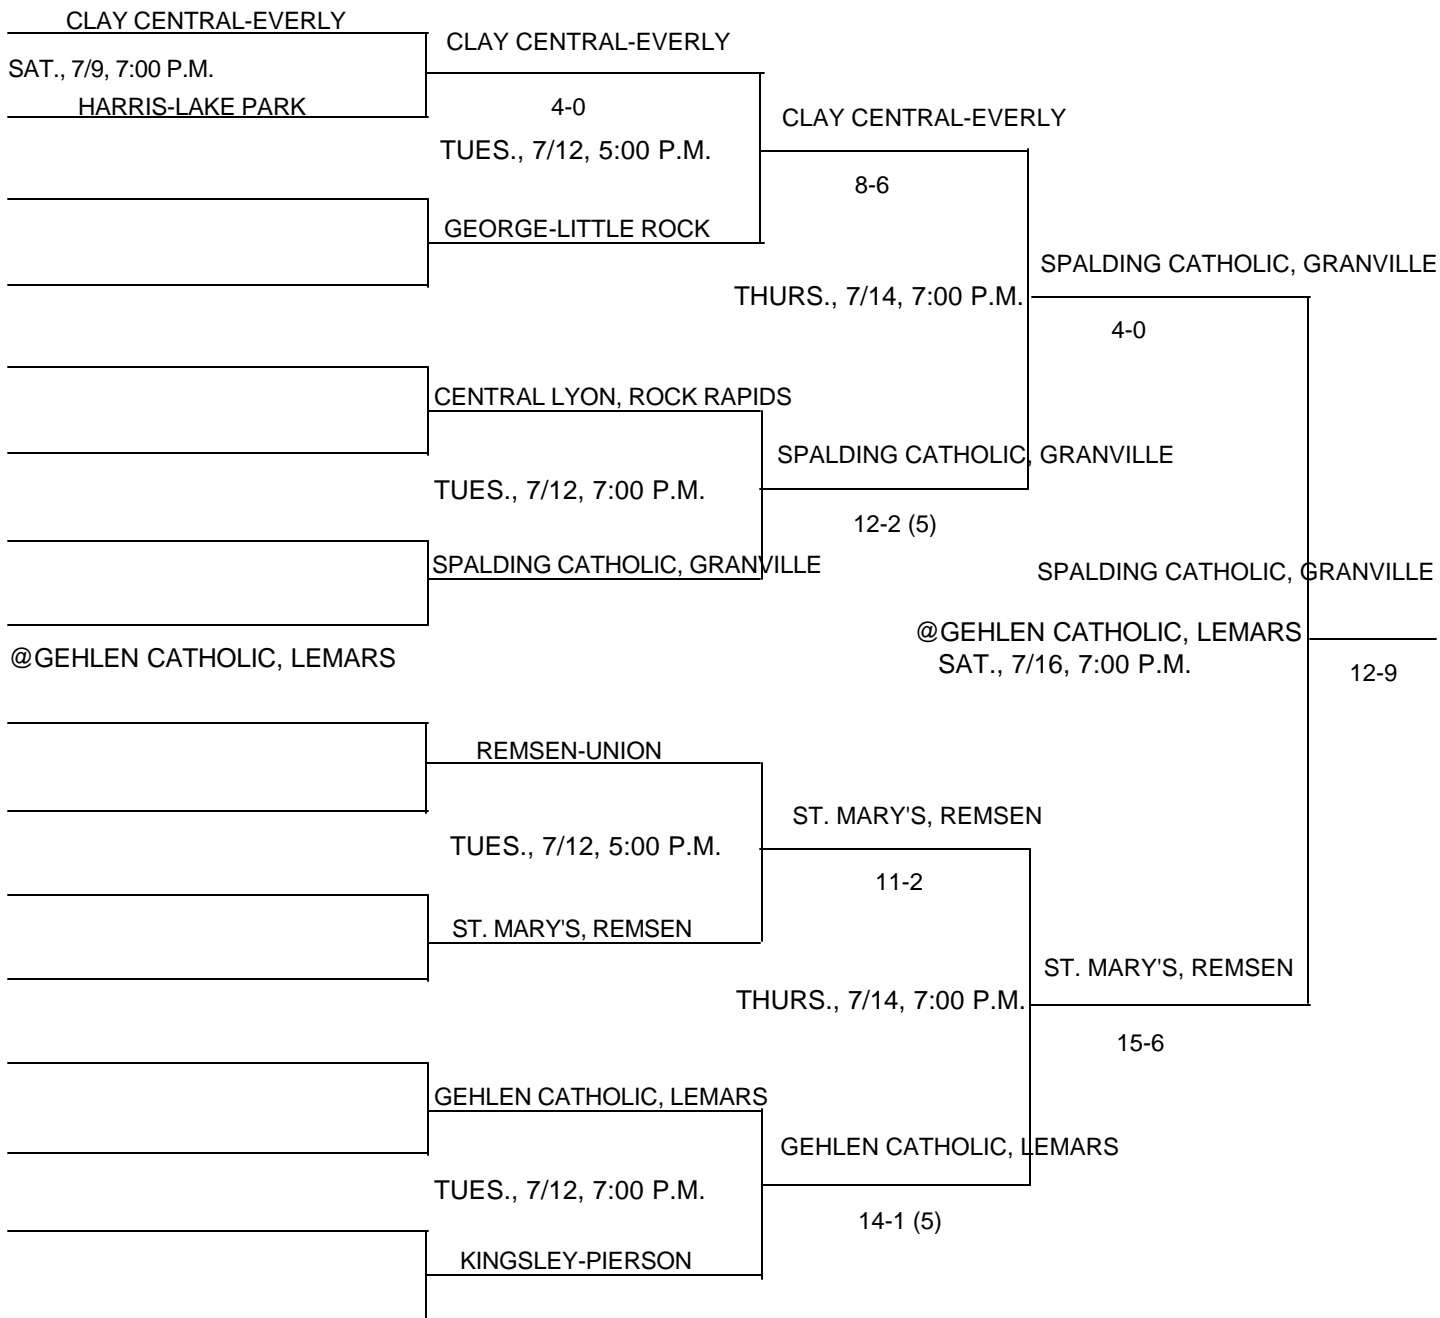 CLAY CENTRAL-EVERLY
CLAY CENTRAL-EVERLY
SAT., 7/9, 7:00 P.M.
HARRIS-LAKE PARK
4-0
CLAY CENTRAL-EVERLY
TUES., 7/12, 5:00 P.M.
8-6
GEORGE-LITTLE ROCK
SPALDING CATHOLIC, GRANVILLE
THURS., 7/14, 7:00 P.M.
4-0
CENTRAL LYON, ROCK RAPIDS
SPALDING CATHOLIC, GRANVILLE
TUES., 7/12, 7:00 P.M.
12-2 (5)
SPALDING CATHOLIC, GRANVILLE
SPALDING CATHOLIC, GRANVILLE
@GEHLEN CATHOLIC, LEMARS
@GEHLEN CATHOLIC, LEMARS
SAT., 7/16, 7:00 P.M.
12-9
REMSEN-UNION
ST. MARY'S, REMSEN
TUES., 7/12, 5:00 P.M.
11-2
ST. MARY'S, REMSEN
ST. MARY'S, REMSEN
THURS., 7/14, 7:00 P.M.
15-6
GEHLEN CATHOLIC, LEMARS
GEHLEN CATHOLIC, LEMARS
TUES., 7/12, 7:00 P.M.
14-1 (5)
KINGSLEY-PIERSON